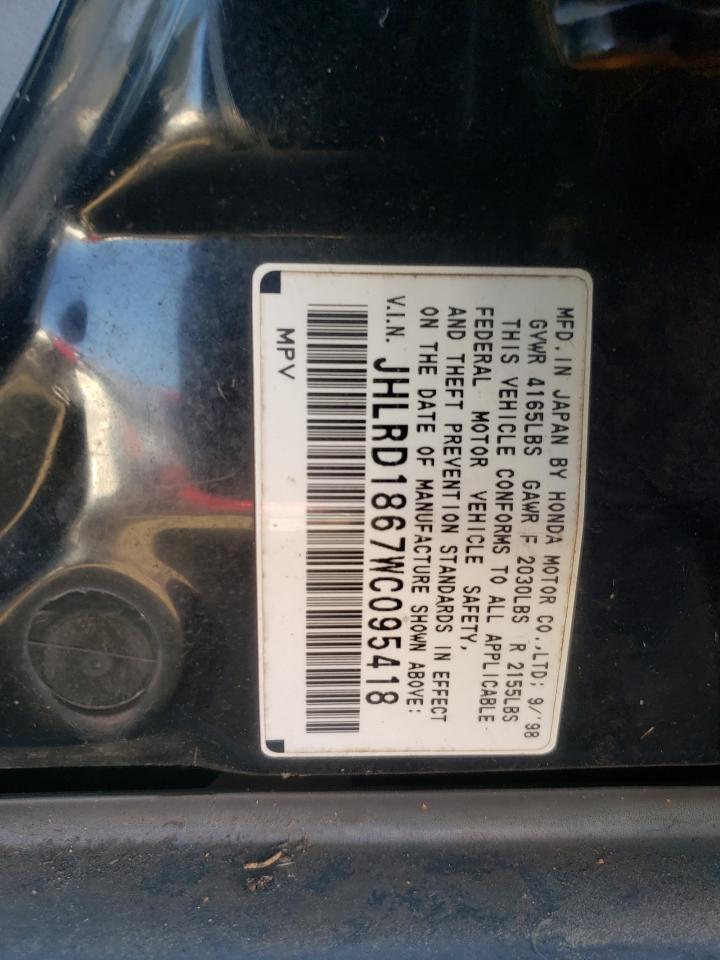 MFD. IN JAPAN BY HONDA MOTOR CO.,LTD; 9/'98
GVWR 4165LBS GAWR F 2030LBS R 2155LBS
THIS VEHICLE CONFORMS TO ALL APPLICABLE
FEDERAL MOTOR VEHICLE SAFETY,
AND THEFT PREVENTION STANDARDS IN EFFECT
ON THE DATE OF MANUFACTURE SHOWN ABOVE:
V.I.N. JHLRD1867WC095418
MPV